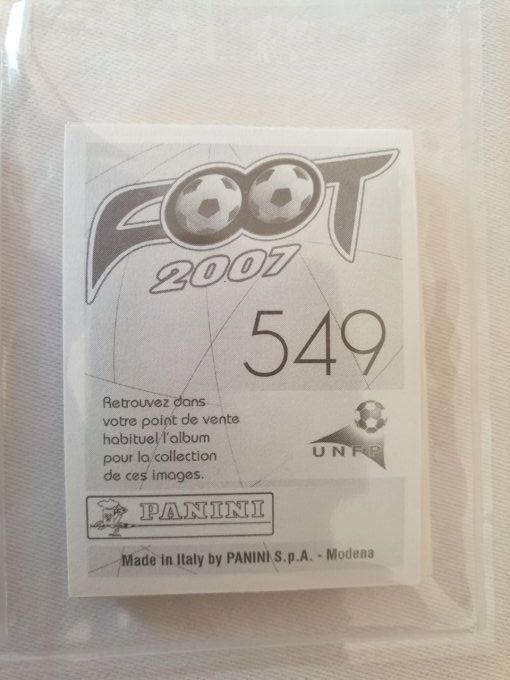 FOOT
2007
549
Retrouvez dans
votre point de vente
habituel l'album
pour la collection
de ces images.
UNFP
PANINI
Made in Italy by PANINI S.p.A. - Modena